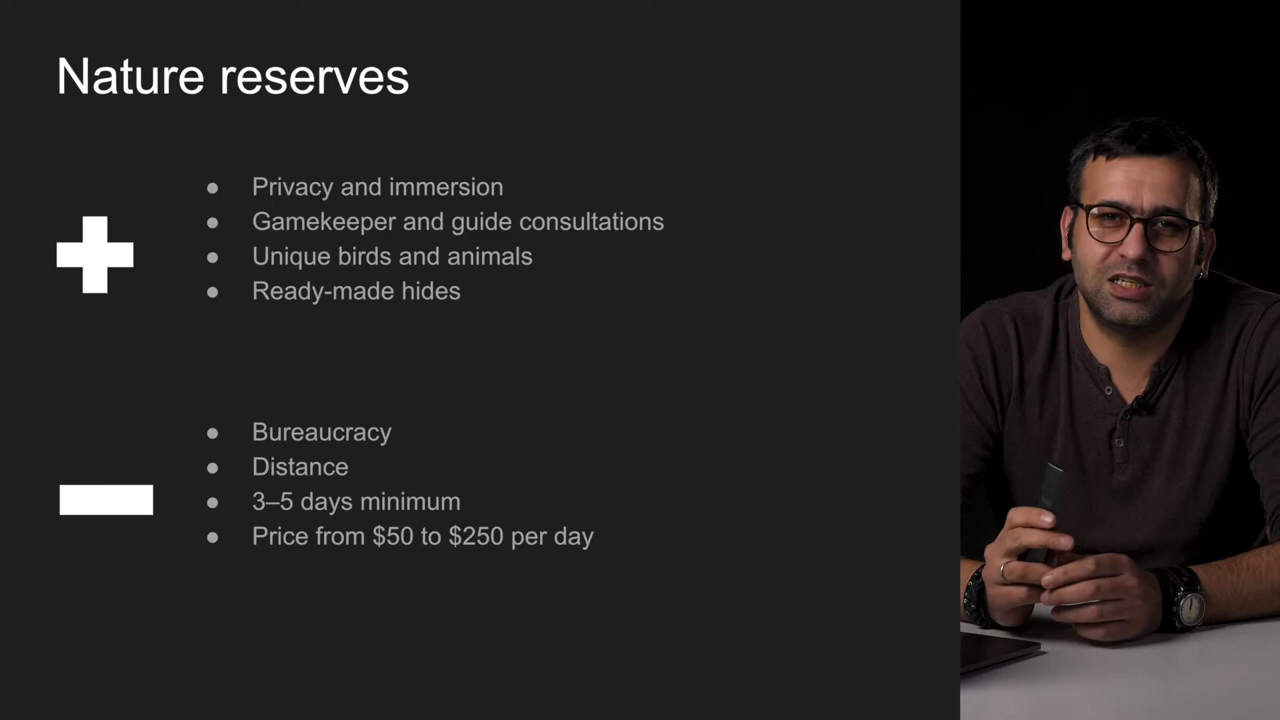 Nature reserves
● Privacy and immersion
● Gamekeeper and guide consultations
● Unique birds and animals
● Ready-made hides
● Bureaucracy
● Distance
● 3–5 days minimum
● Price from $50 to $250 per day